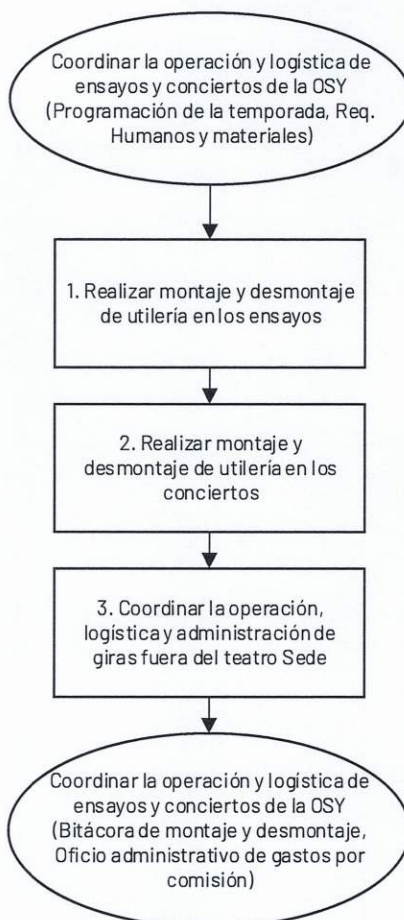 Coordinar la operación y logística de
ensayos y conciertos de la OSY
(Programación de la temporada, Req.
Humanos y materiales)
1. Realizar montaje y desmontaje
de utilería en los ensayos
2. Realizar montaje y
desmontaje de utilería en los
conciertos
3. Coordinar la operación,
logística y administración de
giras fuera del teatro Sede
Coordinar la operación y logística de
ensayos y conciertos de la OSY
(Bitácora de montaje y desmontaje,
Oficio administrativo de gastos por
comisión)